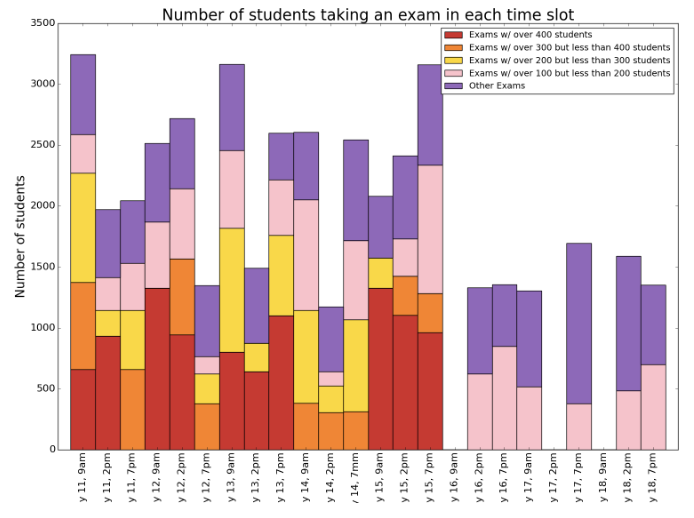 Number of students taking an exam in each time slot
Exams w/ over 400 students
Exams w/ over 300 but less than 400 students
Exams w/ over 200 but less than 300 students
Exams w/ over 100 but less than 200 students
Other Exams
Number of students
3500
3000
2500
2000
1500
1000
500
0
y 11, 9am
y 11, 2pm
y 11, 7pm
y 12, 9am
y 12, 2pm
y 12, 7pm
y 13, 9am
y 13, 2pm
y 13, 7pm
y 14, 9am
y 14, 2pm
y 14, 7mm
y 15, 9am
y 15, 2pm
y 15, 7pm
y 16, 9am
y 16, 2pm
y 16, 7pm
y 17, 9am
y 17, 2pm
y 17, 7pm
y 18, 9am
y 18, 2pm
y 18, 7pm